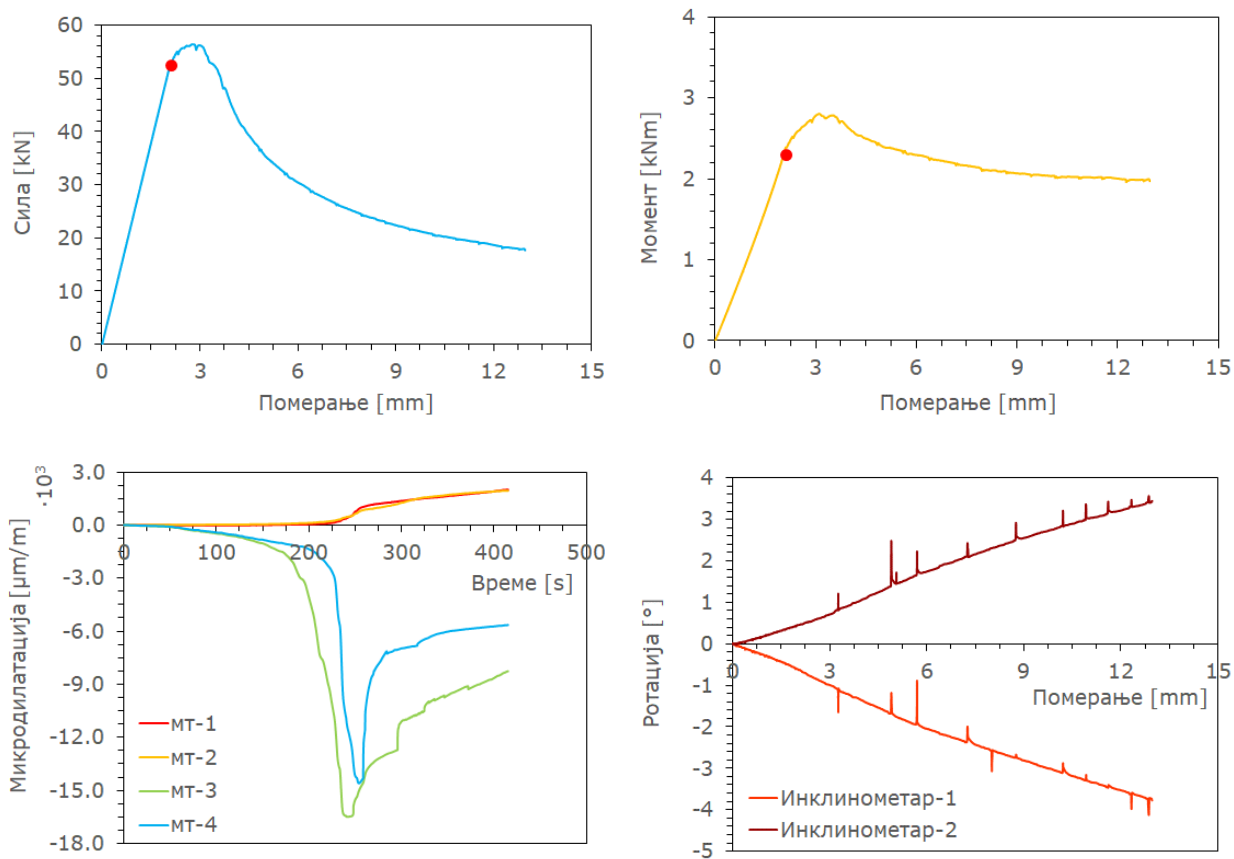 60
50
40
30
20
10
0
Сила [kN]
0 3 6 9 12 15
Померање [mm]
4
3
2
1
0
Момент [kNm]
0 3 6 9 12 15
Померање [mm]
·10³
3.0
0.0
-3.0
-6.0
-9.0
-12.0
-15.0
-18.0
Микродилатација [μm/m]
0 100 200 300 400 500
Време [s]
мт-1
мт-2
мт-3
мт-4
4
3
2
1
0
-1
-2
-3
-4
-5
Ротација [°]
0 3 6 9 12 15
Померање [mm]
Инклинометар-1
Инклинометар-2